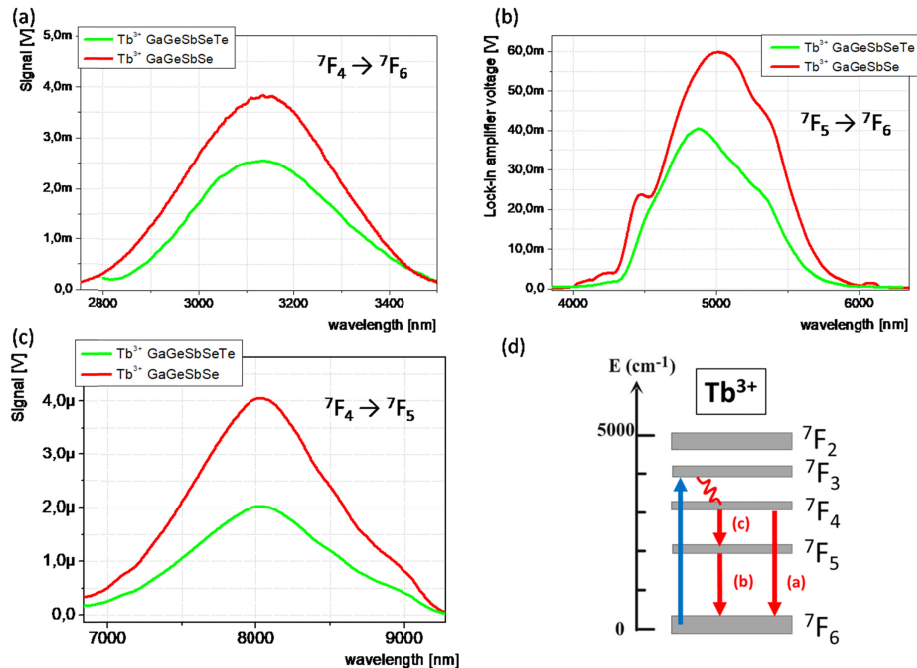 (a)
Signal [V]
5,0m
4,0m
3,0m
2,0m
1,0m
0,0
Tb³⁺ GaGeSbSeTe
Tb³⁺ GaGeSbSe
⁷F₄ → ⁷F₆
2800 3000 3200 3400
wavelength [nm]
(b)
Lock-in amplifier voltage [V]
60,0m
50,0m
40,0m
30,0m
20,0m
10,0m
0,0
Tb³⁺ GaGeSbSeTe
Tb³⁺ GaGeSbSe
⁷F₅ → ⁷F₆
4000 5000 6000
wavelength [nm]
(c)
Signal [V]
4,0µ
3,0µ
2,0µ
1,0µ
0,0
Tb³⁺ GaGeSbSeTe
Tb³⁺ GaGeSbSe
⁷F₄ → ⁷F₅
7000 8000 9000
wavelength [nm]
(d)
E (cm⁻¹)
Tb³⁺
5000
0
⁷F₂
⁷F₃
⁷F₄
⁷F₅
⁷F₆
(c)
(b)
(a)